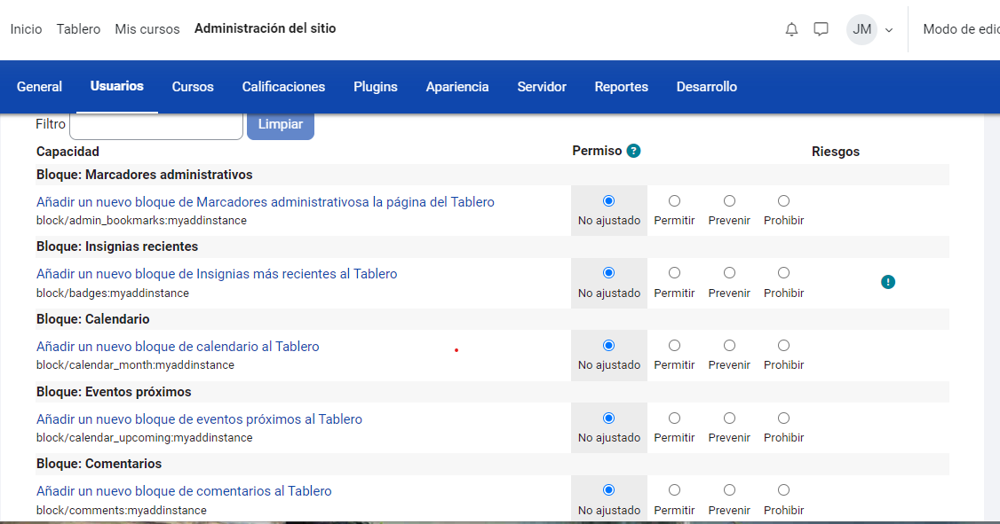 Inicio Tablero Mis cursos Administración del sitio JM Modo de edic
General Usuarios Cursos Calificaciones Plugins Apariencia Servidor Reportes Desarrollo
Filtro Limpiar
Capacidad Permiso ? Riesgos
Bloque: Marcadores administrativos
Añadir un nuevo bloque de Marcadores administrativosa la página del Tablero
block/admin_bookmarks:myaddinstance
No ajustado Permitir Prevenir Prohibir
Bloque: Insignias recientes
Añadir un nuevo bloque de Insignias más recientes al Tablero
block/badges:myaddinstance
No ajustado Permitir Prevenir Prohibir !
Bloque: Calendario
Añadir un nuevo bloque de calendario al Tablero
block/calendar_month:myaddinstance
No ajustado Permitir Prevenir Prohibir
Bloque: Eventos próximos
Añadir un nuevo bloque de eventos próximos al Tablero
block/calendar_upcoming:myaddinstance
No ajustado Permitir Prevenir Prohibir
Bloque: Comentarios
Añadir un nuevo bloque de comentarios al Tablero
block/comments:myaddinstance
No ajustado Permitir Prevenir Prohibir